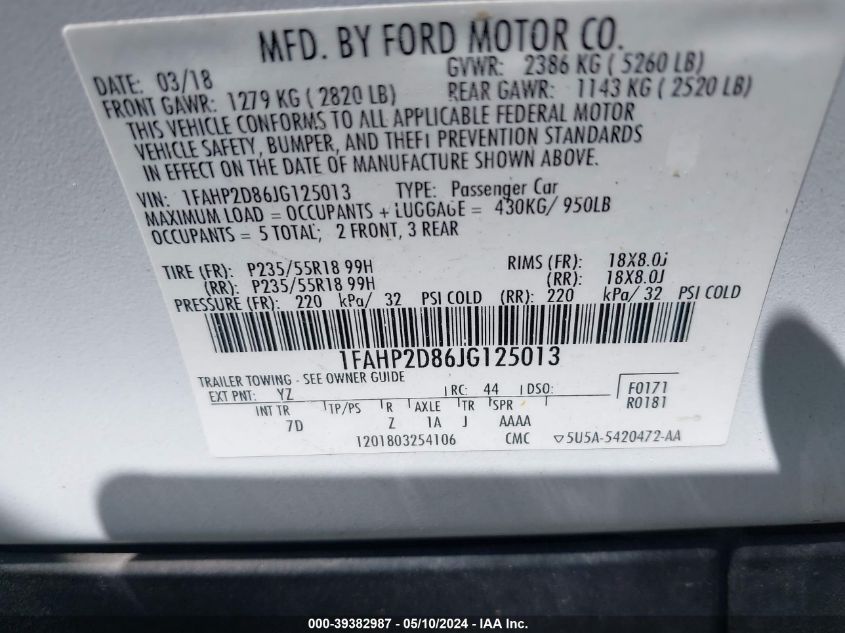 MFD. BY FORD MOTOR CO.
DATE: 03/18 GVWR: 2386 KG ( 5260 LB)
FRONT GAWR: 1279 KG ( 2820 LB) REAR GAWR: 1143 KG ( 2520 LB)
THIS VEHICLE CONFORMS TO ALL APPLICABLE FEDERAL MOTOR
VEHICLE SAFETY, BUMPER, AND THEFT PREVENTION STANDARDS
IN EFFECT ON THE DATE OF MANUFACTURE SHOWN ABOVE.
VIN: 1FAHP2D86JG125013 TYPE: Passenger Car
MAXIMUM LOAD = OCCUPANTS + LUGGAGE = 430KG/ 950LB
OCCUPANTS = 5 TOTAL; 2 FRONT, 3 REAR
TIRE (FR): P235/55R18 99H RIMS (FR): 18X8.0J
(RR): P235/55R18 99H (RR): 18X8.0J
PRESSURE (FR): 220 kPa/ 32 PSI COLD (RR): 220 kPa/ 32 PSI COLD
1FAHP2D86JG125013
TRAILER TOWING - SEE OWNER GUIDE
EXT PNT: YZ RC: 44 DSO: F0171
INT TR TP/PS R AXLE TR SPR R0181
7D Z 1A J AAAA
1201803254106 CMC ▽5U5A-5420472-AA
000-39382987 - 05/10/2024 - IAA Inc.